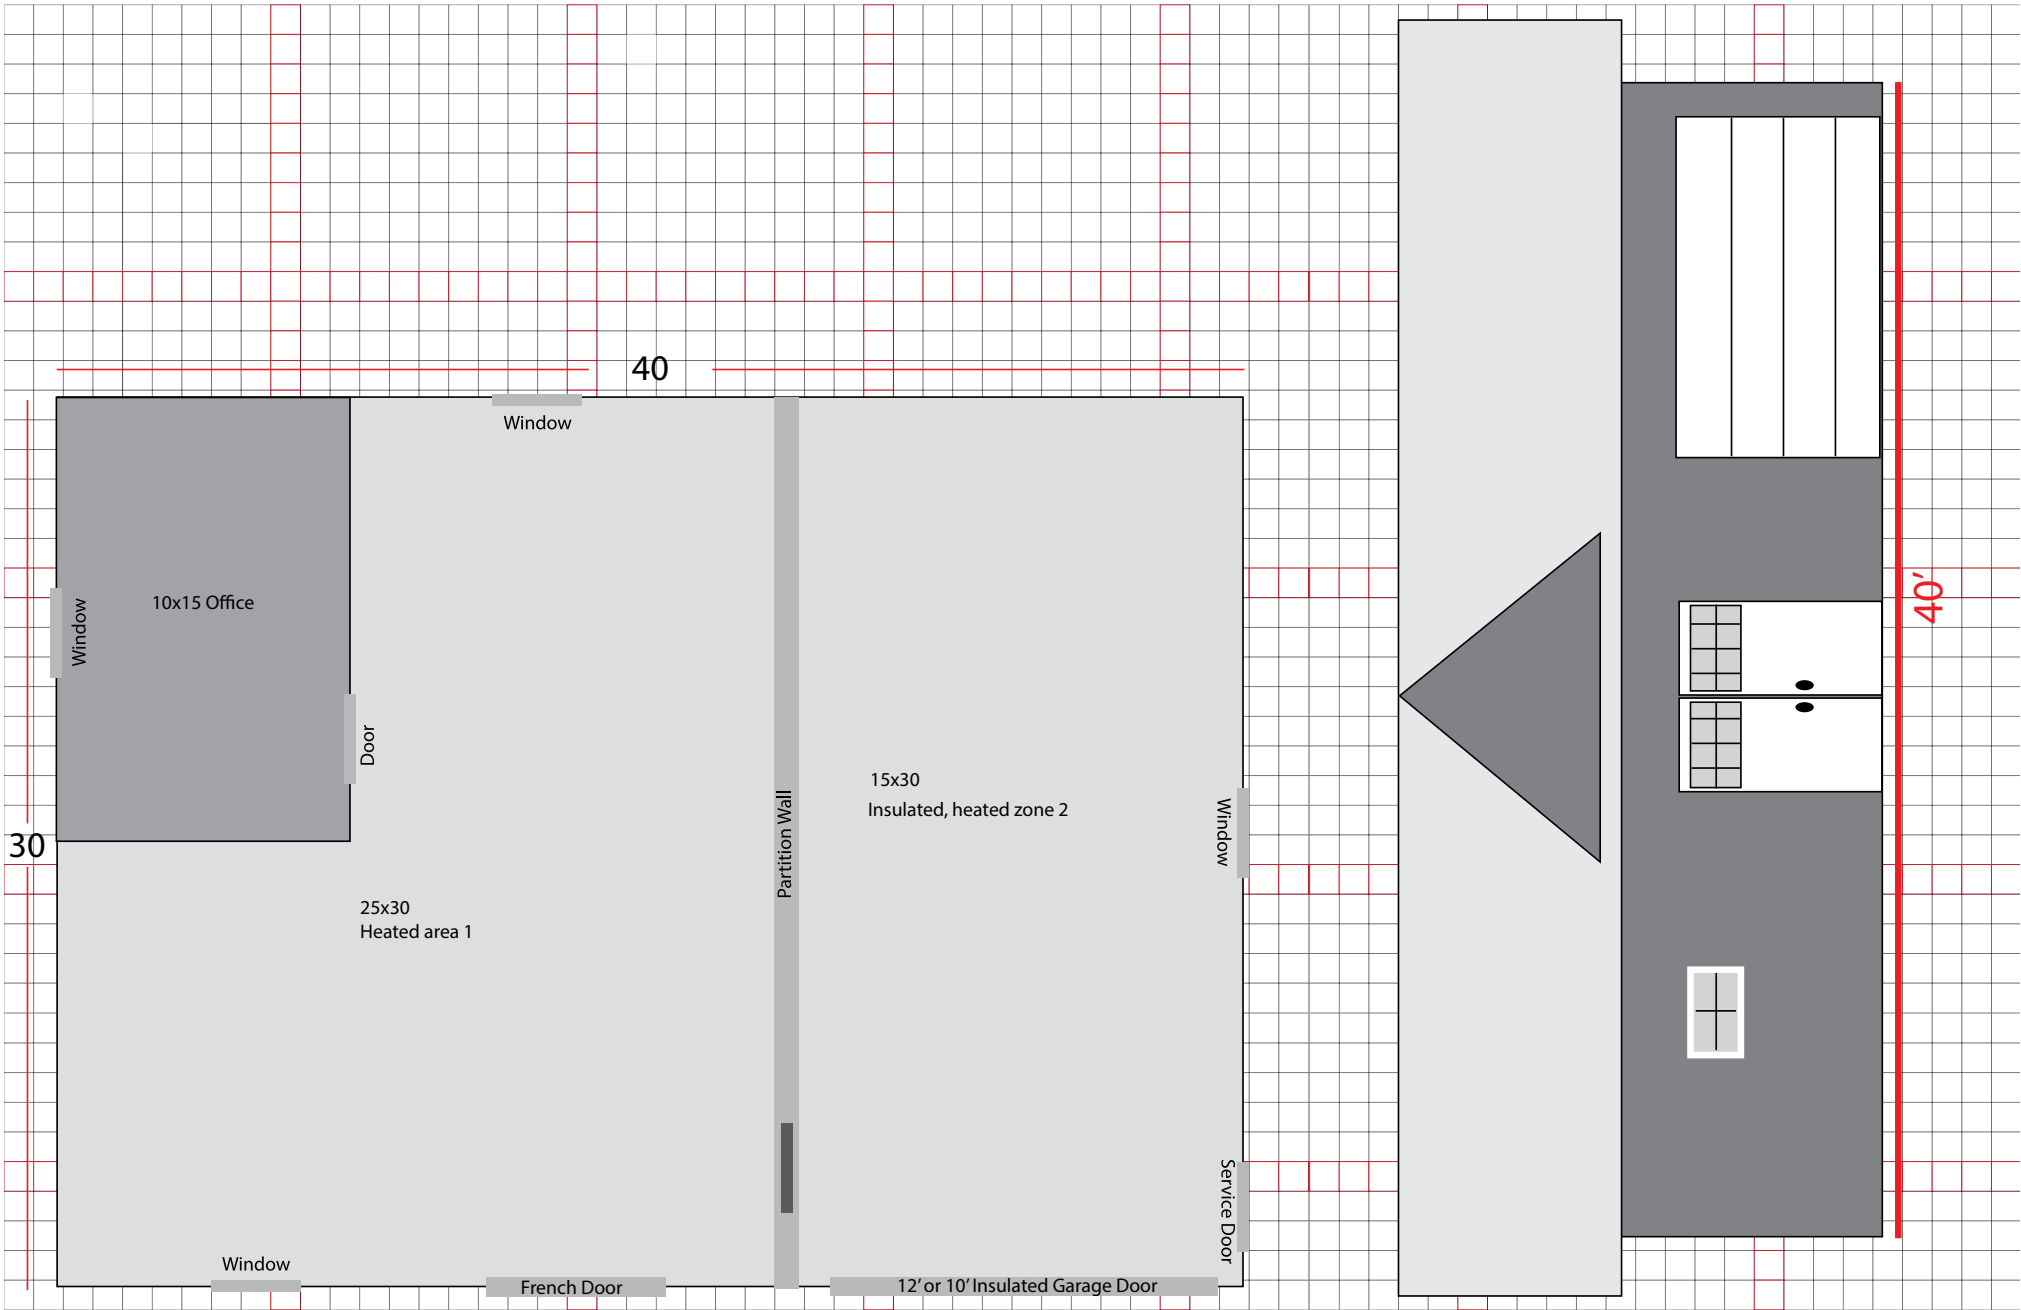 40
Window
10x15 Office
Window
Door
Partition Wall
15x30
Insulated, heated zone 2
Window
30
25x30
Heated area 1
Service Door
Window
French Door
12’ or 10’ Insulated Garage Door
40’